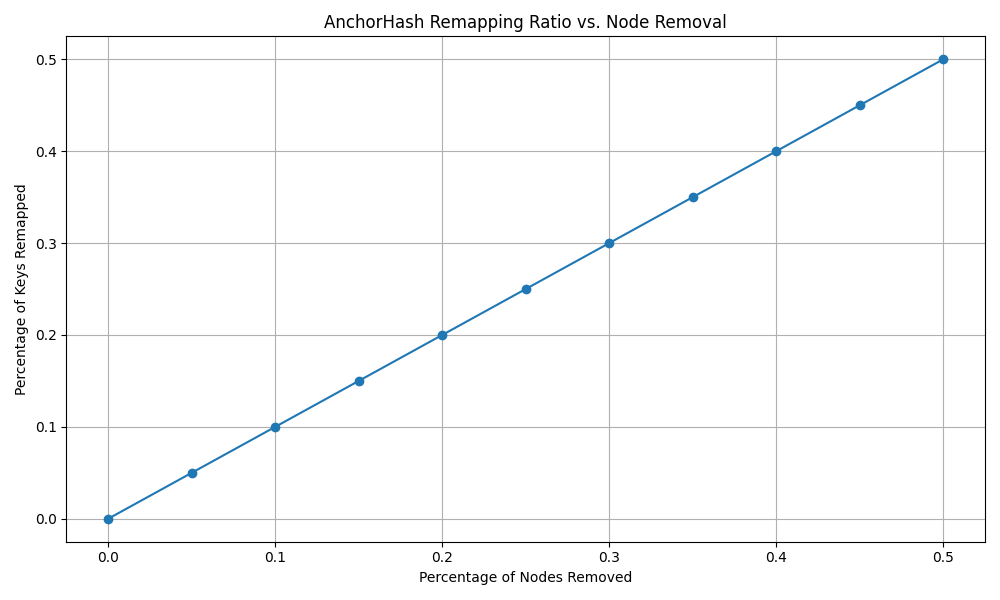 AnchorHash Remapping Ratio vs. Node Removal
Percentage of Keys Remapped
0.5
0.4
0.3
0.2
0.1
0.0
0.0 0.1 0.2 0.3 0.4 0.5
Percentage of Nodes Removed